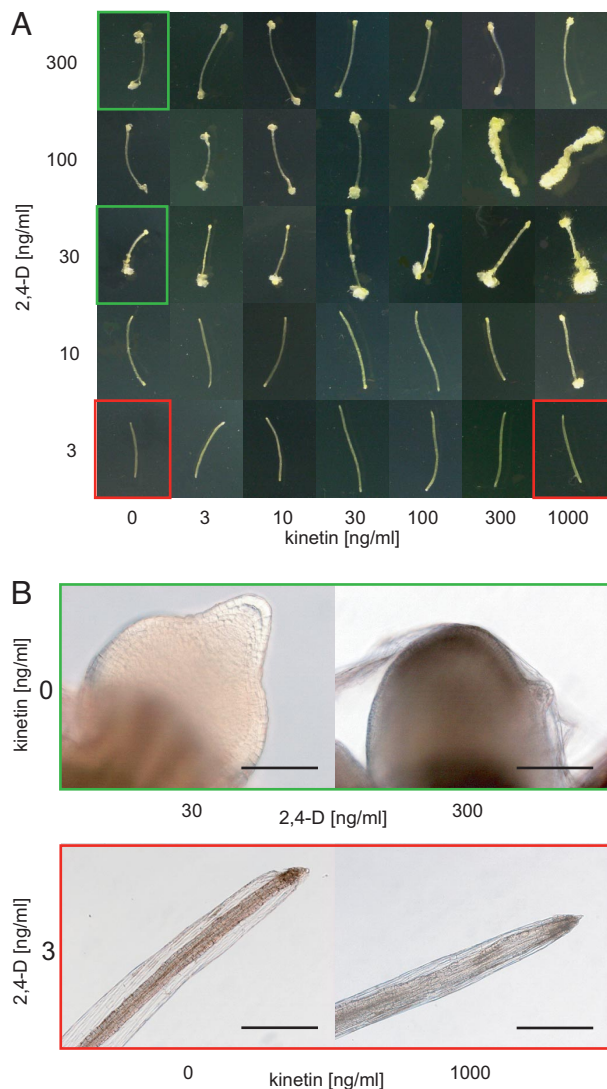 A
300
100
30
10
3
2,4-D [ng/ml]
0 3 10 30 100 300 1000
kinetin [ng/ml]
B
kinetin [ng/ml]
0
30 2,4-D [ng/ml] 300
2,4-D [ng/ml]
3
0 kinetin [ng/ml] 1000